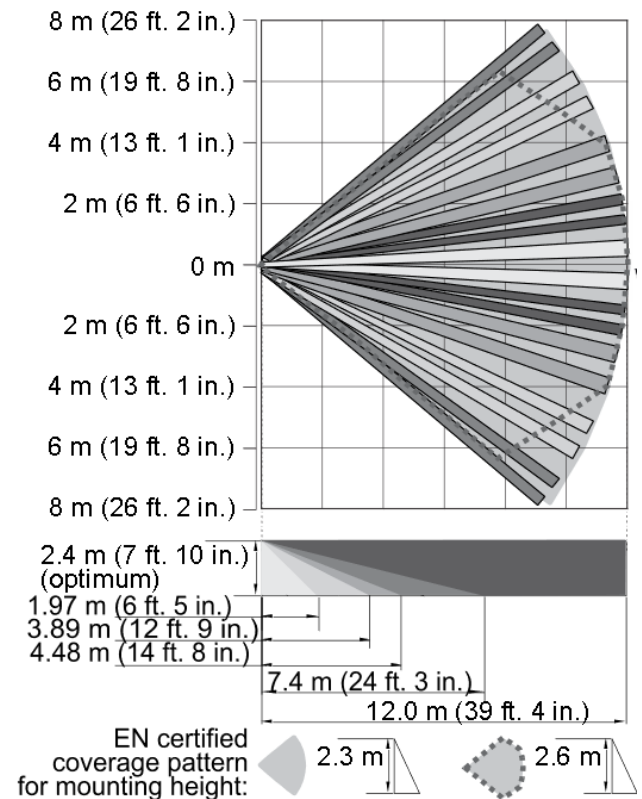 8 m (26 ft. 2 in.)
6 m (19 ft. 8 in.)
4 m (13 ft. 1 in.)
2 m (6 ft. 6 in.)
0 m
2 m (6 ft. 6 in.)
4 m (13 ft. 1 in.)
6 m (19 ft. 8 in.)
8 m (26 ft. 2 in.)
2.4 m (7 ft. 10 in.)
(optimum)
1.97 m (6 ft. 5 in.)
3.89 m (12 ft. 9 in.)
4.48 m (14 ft. 8 in.)
7.4 m (24 ft. 3 in.)
12.0 m (39 ft. 4 in.)
EN certified
coverage pattern
for mounting height:
2.3 m
2.6 m